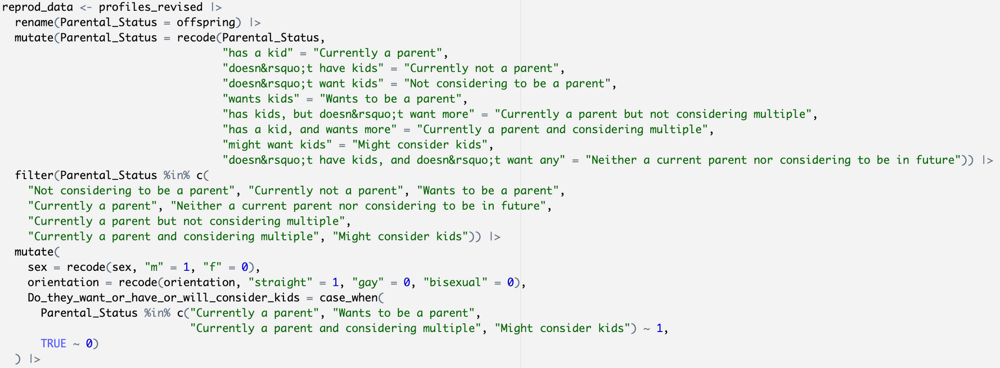 reprod_data <- profiles_revised |>
  rename(Parental_Status = offspring) |>
  mutate(Parental_Status = recode(Parental_Status,
                                  "has a kid" = "Currently a parent",
                                  "doesn&rsquo;t have kids" = "Currently not a parent",
                                  "doesn&rsquo;t want kids" = "Not considering to be a parent",
                                  "wants kids" = "Wants to be a parent",
                                  "has kids, but doesn&rsquo;t want more" = "Currently a parent but not considering multiple",
                                  "has a kid, and wants more" = "Currently a parent and considering multiple",
                                  "might want kids" = "Might consider kids",
                                  "doesn&rsquo;t have kids, and doesn&rsquo;t want any" = "Neither a current parent nor considering to be in future")) |>
  filter(Parental_Status %in% c(
    "Not considering to be a parent", "Currently not a parent", "Wants to be a parent",
    "Currently a parent", "Neither a current parent nor considering to be in future",
    "Currently a parent but not considering multiple",
    "Currently a parent and considering multiple", "Might consider kids")) |>
  mutate(
    sex = recode(sex, "m" = 1, "f" = 0),
    orientation = recode(orientation, "straight" = 1, "gay" = 0, "bisexual" = 0),
    Do_they_want_or_have_or_will_consider_kids = case_when(
      Parental_Status %in% c("Currently a parent", "Wants to be a parent",
                             "Currently a parent and considering multiple", "Might consider kids") ~ 1,
      TRUE ~ 0)
  ) |>